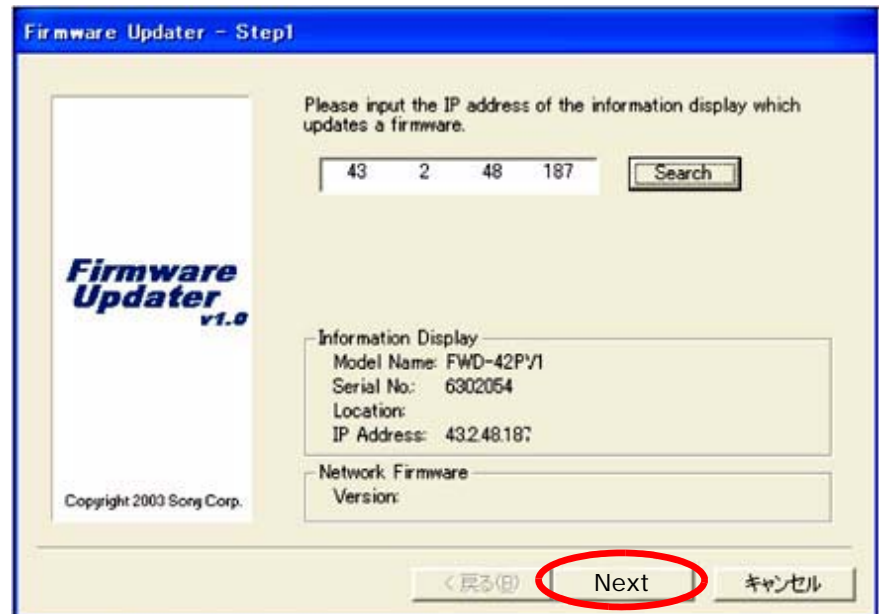 Firmware Updater - Step1
Please input the IP address of the information display which
updates a firmware.
43 2 48 187
Search
Firmware
Updater
v1.0
Information Display
Model Name: FWD-42PV1
Serial No.: 6302054
Location:
IP Address: 43.2.48.187
Network Firmware
Version:
Copyright 2003 Sony Corp.
< 戻る(B)
Next
キャンセル